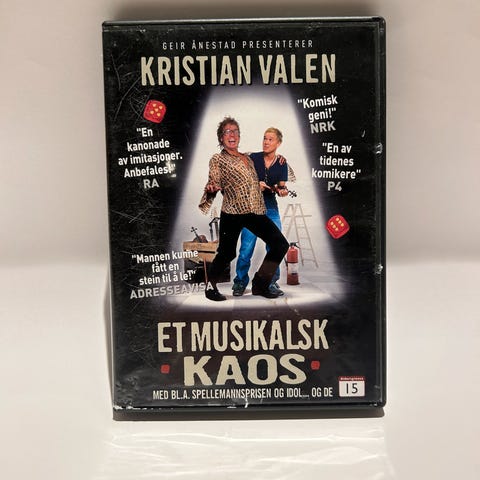 GEIR ÅNESTAD PRESENTERER
KRISTIAN VALEN
"En
kanonade
av imitasjoner.
Anbefales!"
RA
"Komisk
geni!"
NRK
"En av
tidenes
komikere"
P4
"Mannen kunne
fått en
stein til å le!"
ADRESSEAVISA
ET MUSIKALSK
KAOS
MED BL.A. SPELLEMANNSPRISEN OG IDOL... OG DE
15